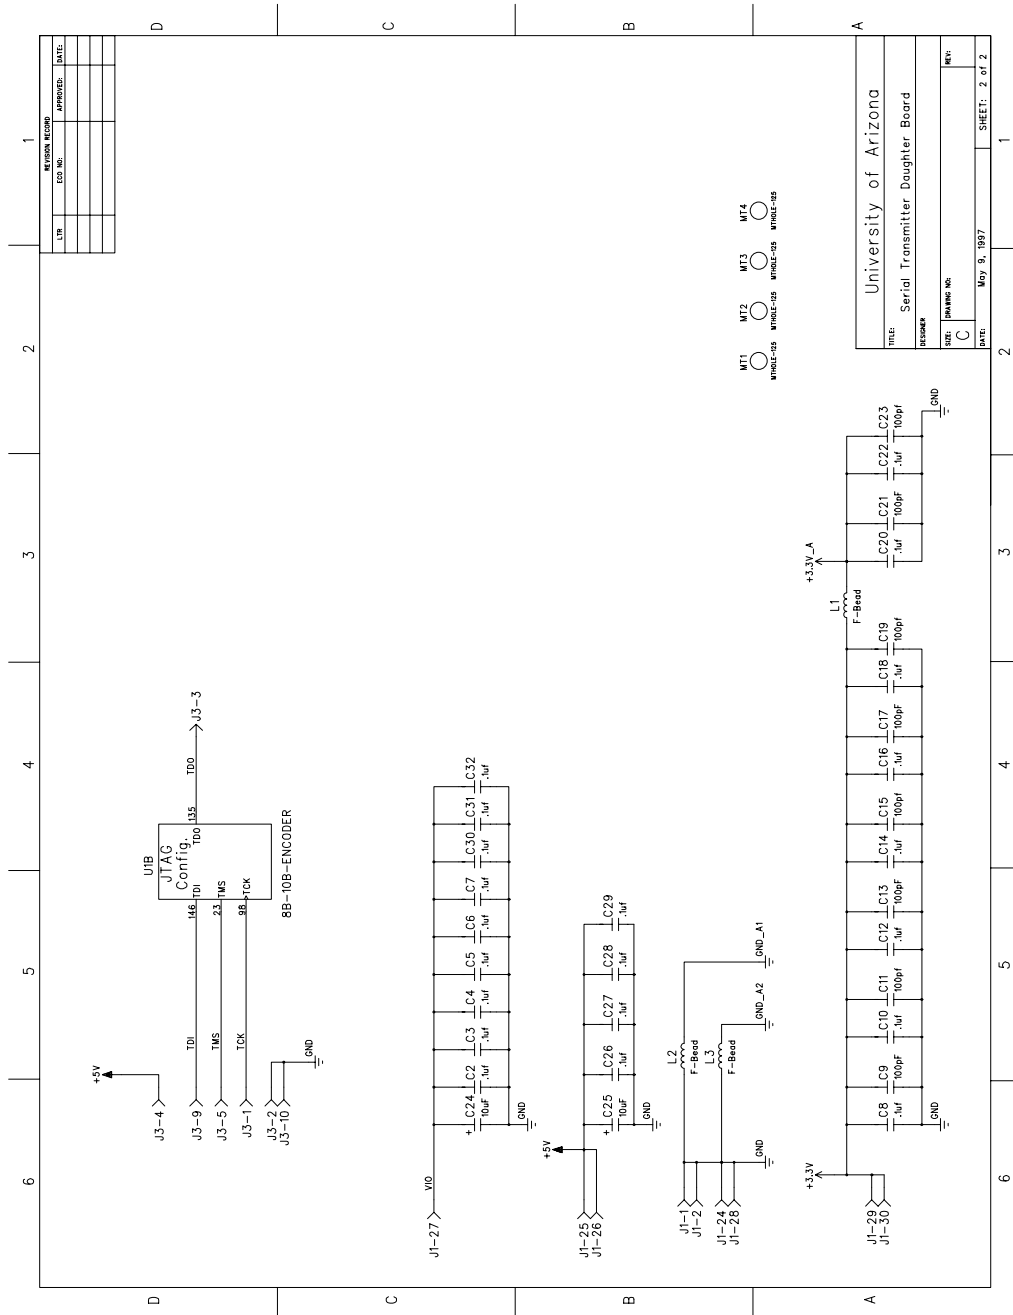 D
C
B
A
REVISION RECORD
LTR
ECO NO:
APPROVED:
DATE:
1
2
3
4
5
6
+5V
J3-4
J3-9
J3-5
J3-1
J3-2
J3-10
GND
TDI
TMS
TCK
U1B
JTAG
Config.
146 TDI
23 TMS
98 TCK
TDO 135
TDO
J3-3
8B-10B-ENCODER
J1-27
VIO
+ C24 10uF
C2 .1uf
C3 .1uf
C4 .1uf
C5 .1uf
C6 .1uf
C7 .1uf
C30 .1uf
C31 .1uf
C32 .1uf
GND
+5V
J1-25
J1-26
+ C25 10uF
C26 .1uf
C27 .1uf
C28 .1uf
C29 .1uf
GND
J1-1
J1-2
J1-24
J1-28
GND
L2
F-Bead
L3
F-Bead
GND_A2
GND_A1
MT1
MTHOLE-125
MT2
MTHOLE-125
MT3
MTHOLE-125
MT4
MTHOLE-125
+3.3V
J1-29
J1-30
C8 .1uf
C9 100pF
C10 .1uf
C11 100pf
C12 .1uf
C13 100pF
C14 .1uf
C15 100pf
C16 .1uf
C17 100pF
C18 .1uf
C19 100pf
GND
L1
F-Bead
+3.3V_A
C20 .1uf
C21 100pF
C22 .1uf
C23 100pf
GND
University of Arizona
TITLE:
Serial Transmitter Daughter Board
DESIGNER
SIZE:
C
DRAWING NO:
REV:
DATE:
May 9, 1997
SHEET: 2 of 2
D
C
B
A
1
2
3
4
5
6